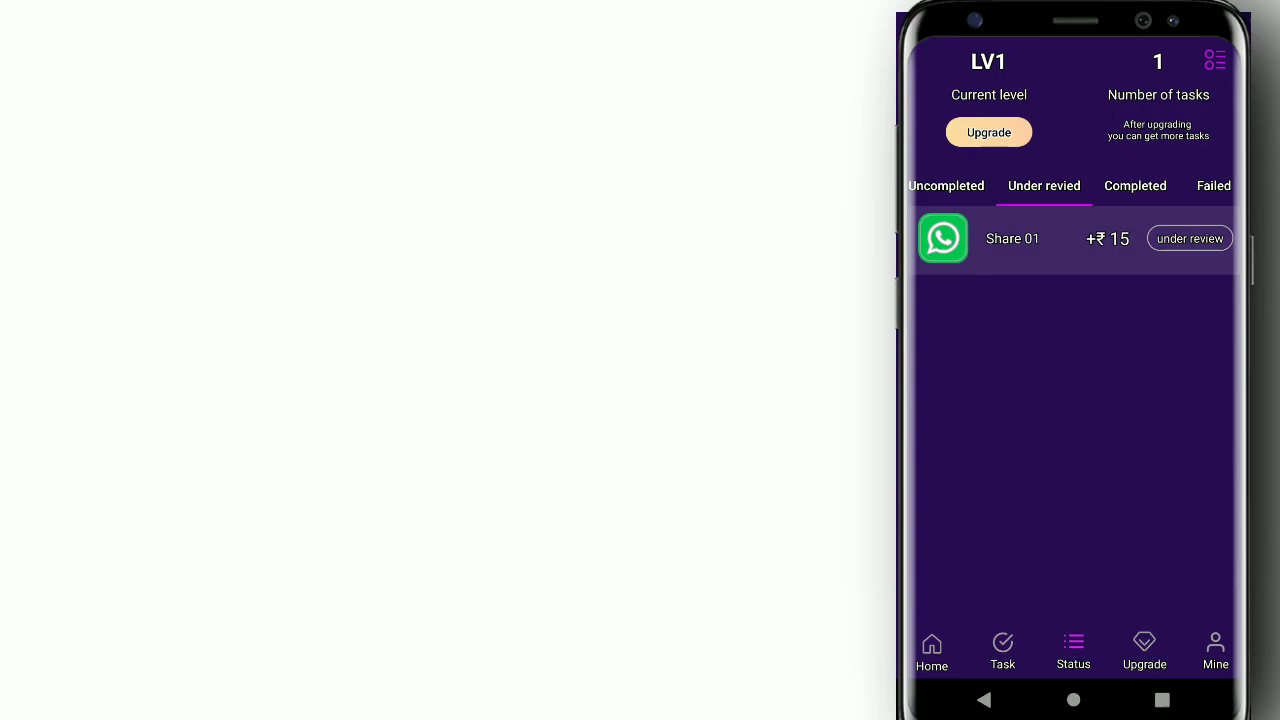 LV1
1
Current level
Number of tasks
Upgrade
After upgrading
you can get more tasks
Uncompleted
Under revied
Completed
Failed
Share 01
+₹ 15
under review
Home
Task
Status
Upgrade
Mine